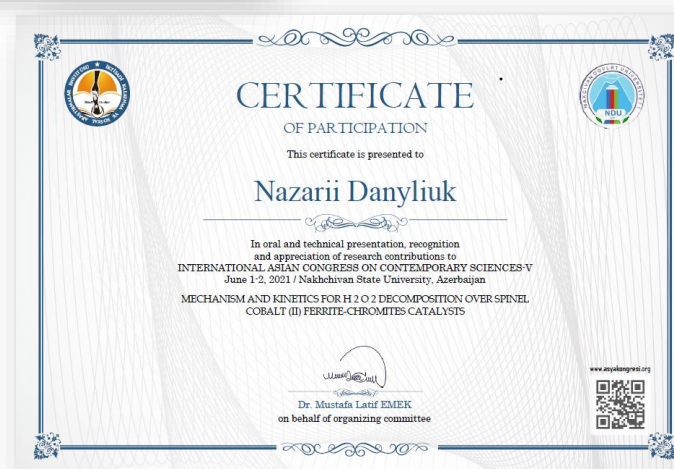 CERTIFICATE
OF PARTICIPATION
This certificate is presented to
Nazarii Danyliuk
In oral and technical presentation, recognition
and appreciation of research contributions to
INTERNATIONAL ASIAN CONGRESS ON CONTEMPORARY SCIENCES-V
June 1-2, 2021 / Nakhchivan State University, Azerbaijan
MECHANISM AND KINETICS FOR H 2 O 2 DECOMPOSITION OVER SPINEL
COBALT (II) FERRITE-CHROMITES CATALYSTS
www.asyakongresi.org
Dr. Mustafa Latif EMEK
on behalf of organizing committee
NDU